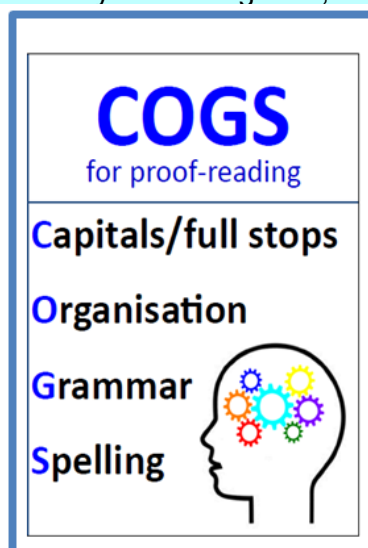 COGS
for proof-reading
Capitals/full stops
Organisation
Grammar
Spelling